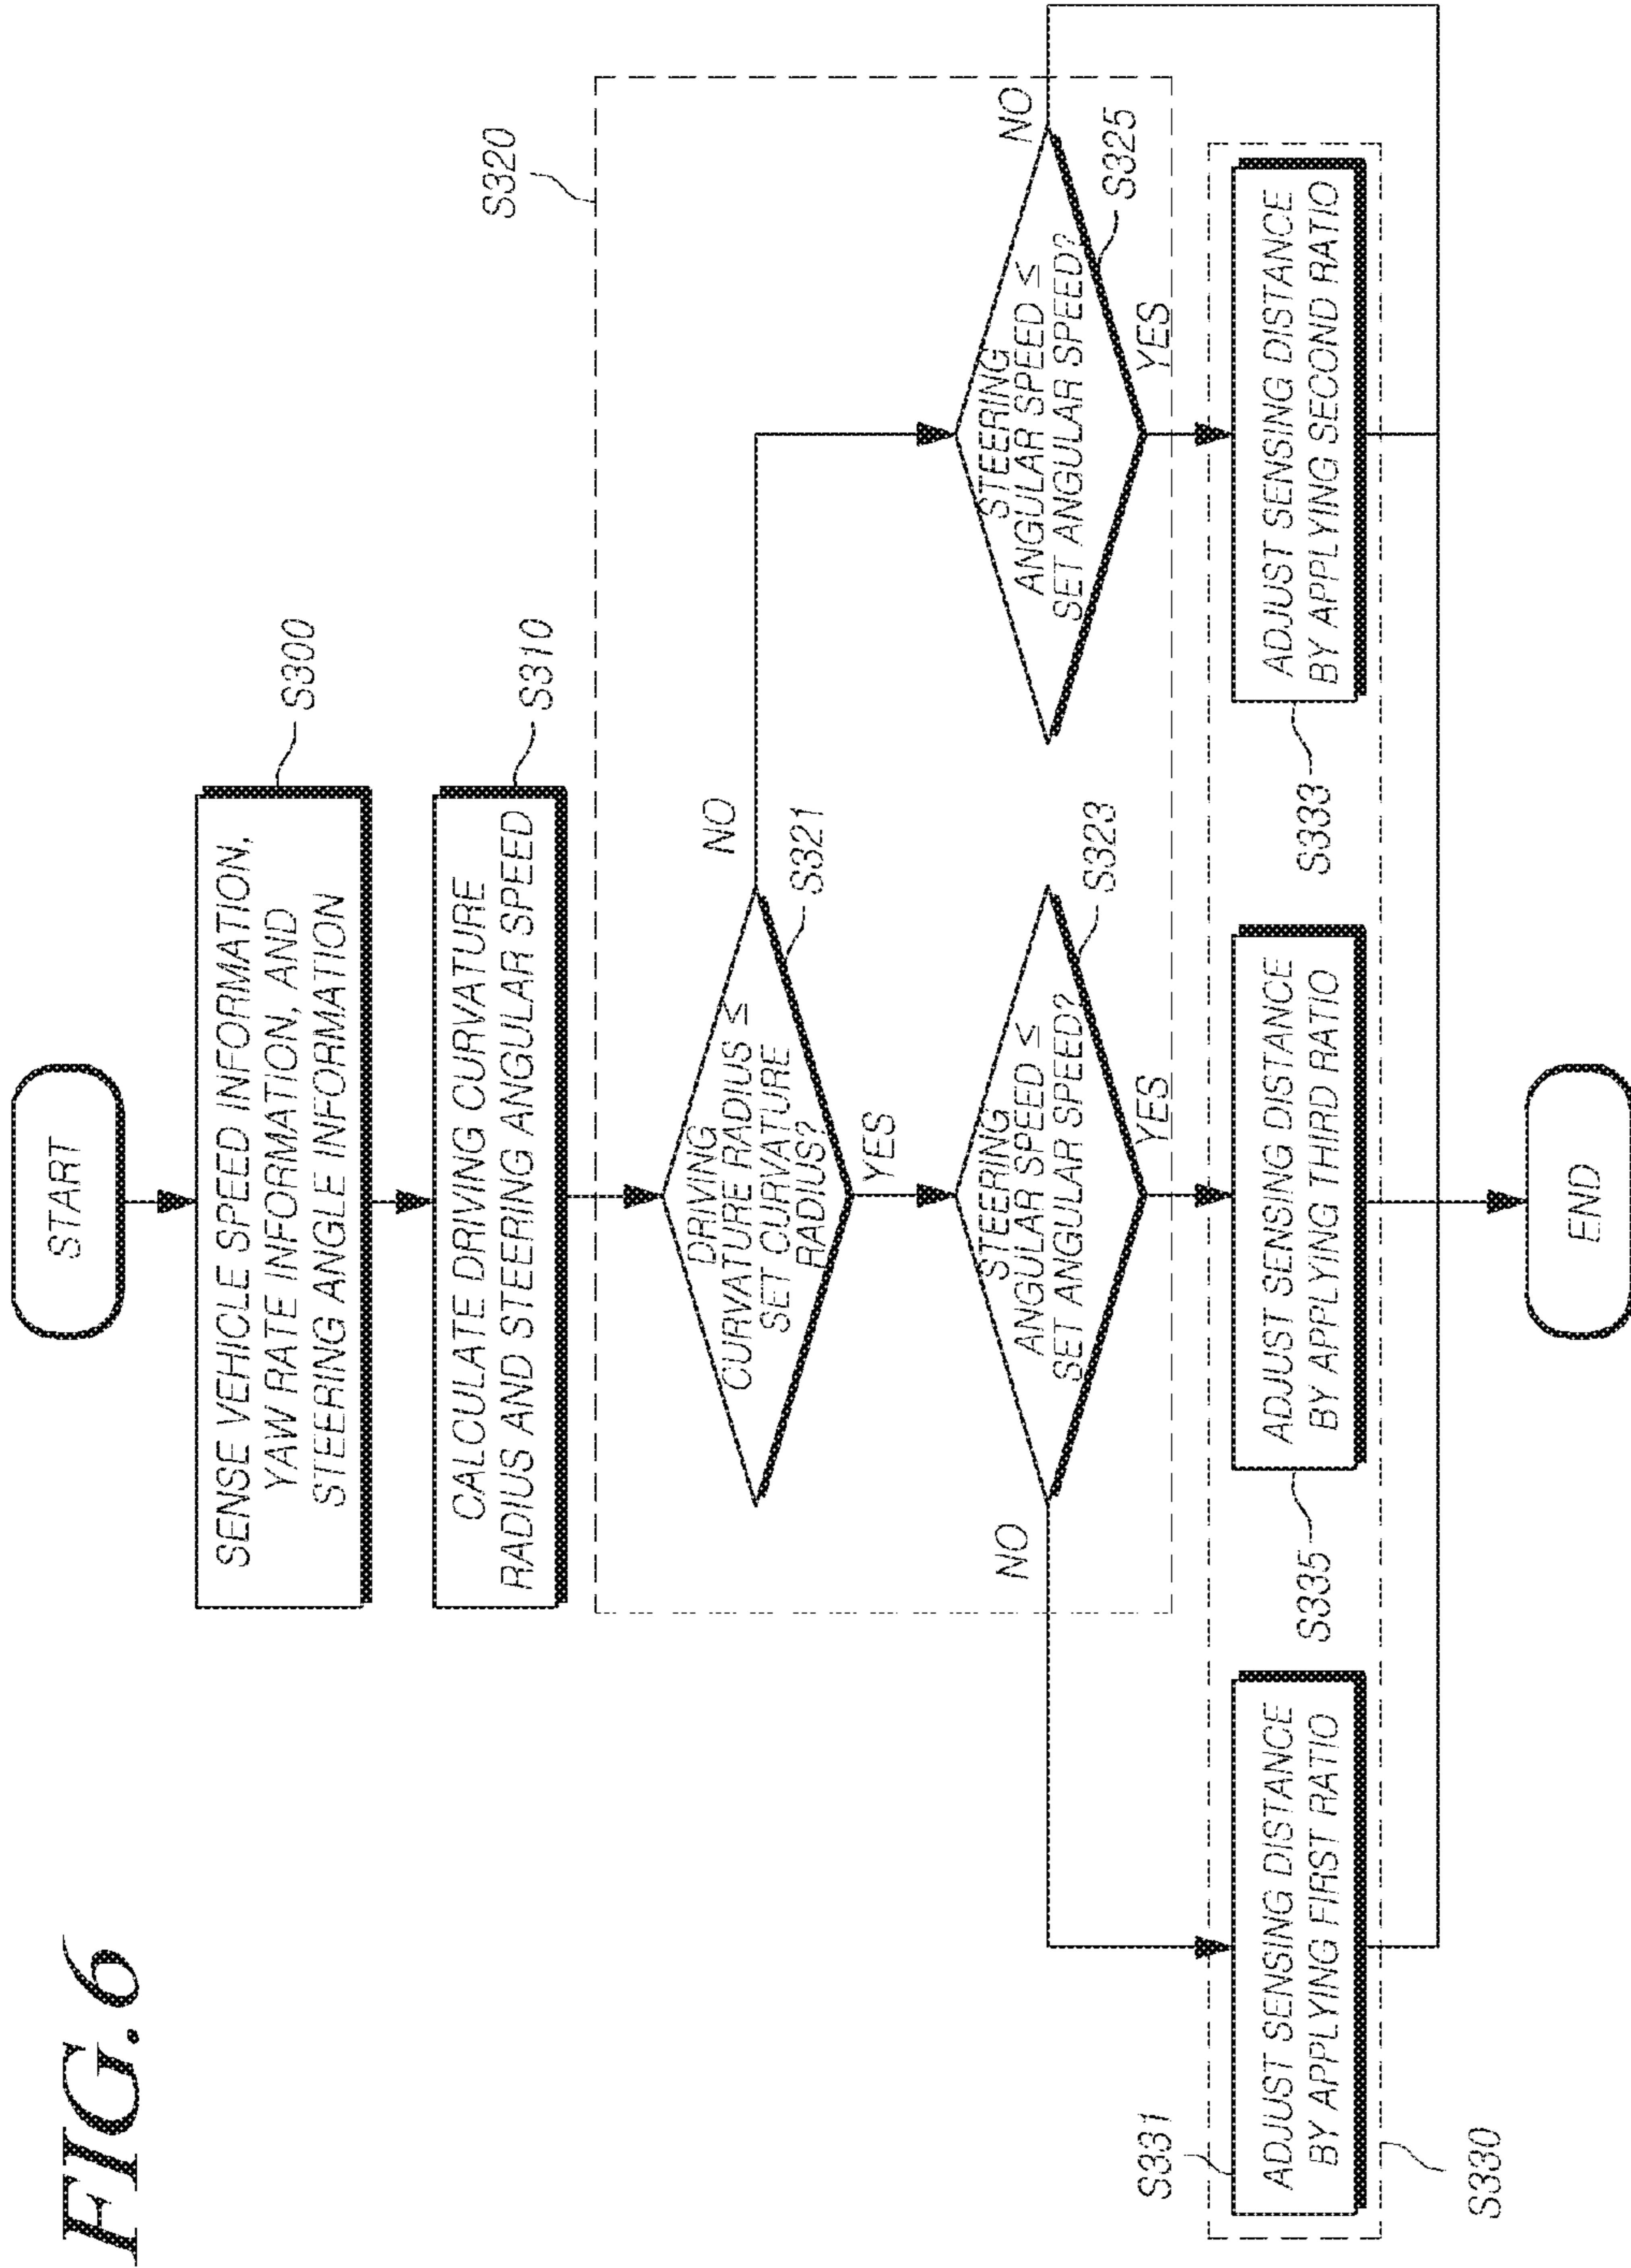 FIG.6
START
SENSE VEHICLE SPEED INFORMATION,
YAW RATE INFORMATION, AND
STEERING ANGLE INFORMATION
S300
CALCULATE DRIVING CURVATURE
RADIUS AND STEERING ANGULAR SPEED
S310
S320
DRIVING
CURVATURE RADIUS ≤
SET CURVATURE
RADIUS?
S321
NO
YES
STEERING
ANGULAR SPEED ≤
SET ANGULAR SPEED?
S323
NO
YES
STEERING
ANGULAR SPEED ≤
SET ANGULAR SPEED?
S325
NO
YES
S331
ADJUST SENSING DISTANCE
BY APPLYING FIRST RATIO
S335
ADJUST SENSING DISTANCE
BY APPLYING THIRD RATIO
S333
ADJUST SENSING DISTANCE
BY APPLYING SECOND RATIO
S330
END